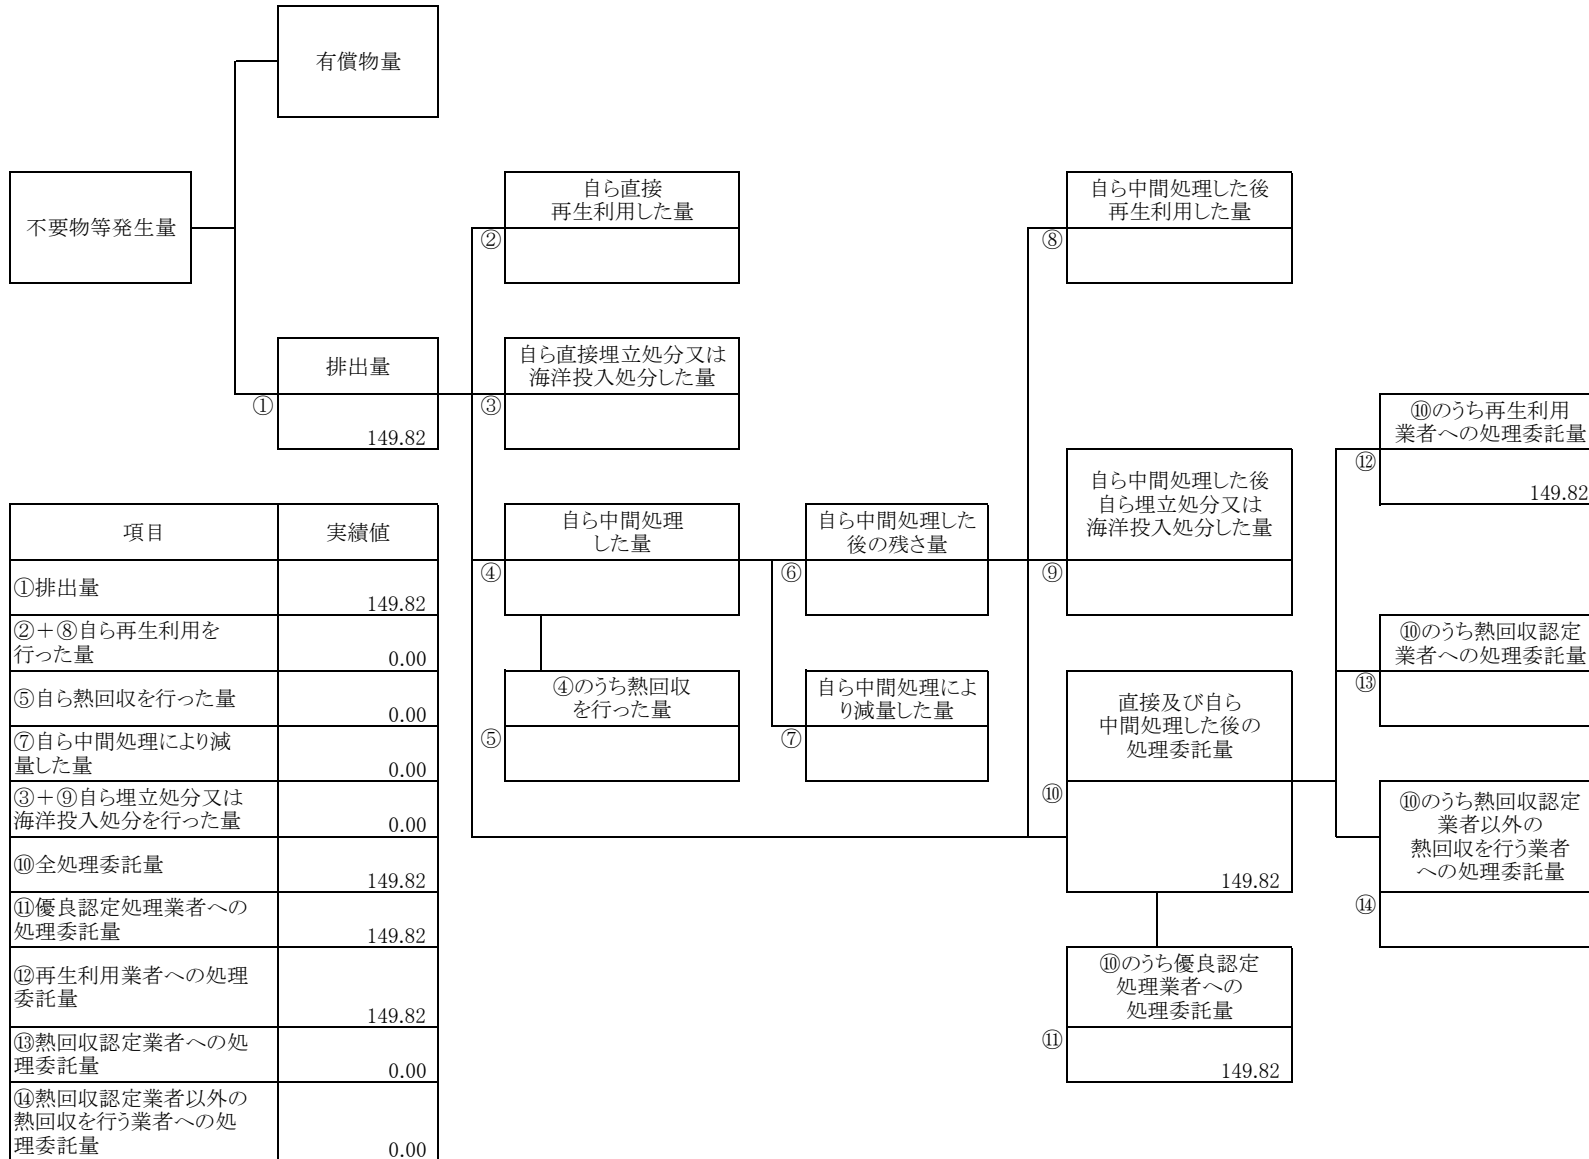 有償物量
不要物等発生量
排出量
①
149.82
自ら直接
再生利用した量
②
自ら直接埋立処分又は
海洋投入処分した量
③
自ら中間処理
した量
④
④のうち熱回収
を行った量
⑤
自ら中間処理した
後の残さ量
⑥
自ら中間処理によ
り減量した量
⑦
自ら中間処理した後
再生利用した量
⑧
自ら中間処理した後
自ら埋立処分又は
海洋投入処分した量
⑨
直接及び自ら
中間処理した後の
処理委託量
⑩
149.82
⑩のうち優良認定
処理業者への
処理委託量
⑪
149.82
⑩のうち再生利用
業者への処理委託量
⑫
149.82
⑩のうち熱回収認定
業者への処理委託量
⑬
⑩のうち熱回収認定
業者以外の
熱回収を行う業者
への処理委託量
⑭
項目 実績値
①排出量
149.82
②+⑧自ら再生利用を
行った量
0.00
⑤自ら熱回収を行った量
0.00
⑦自ら中間処理により減
量した量
0.00
③+⑨自ら埋立処分又は
海洋投入処分を行った量
0.00
⑩全処理委託量
149.82
⑪優良認定処理業者への
処理委託量
149.82
⑫再生利用業者への処理
委託量
149.82
⑬熱回収認定業者への処
理委託量
0.00
⑭熱回収認定業者以外の
熱回収を行う業者への処
理委託量
0.00